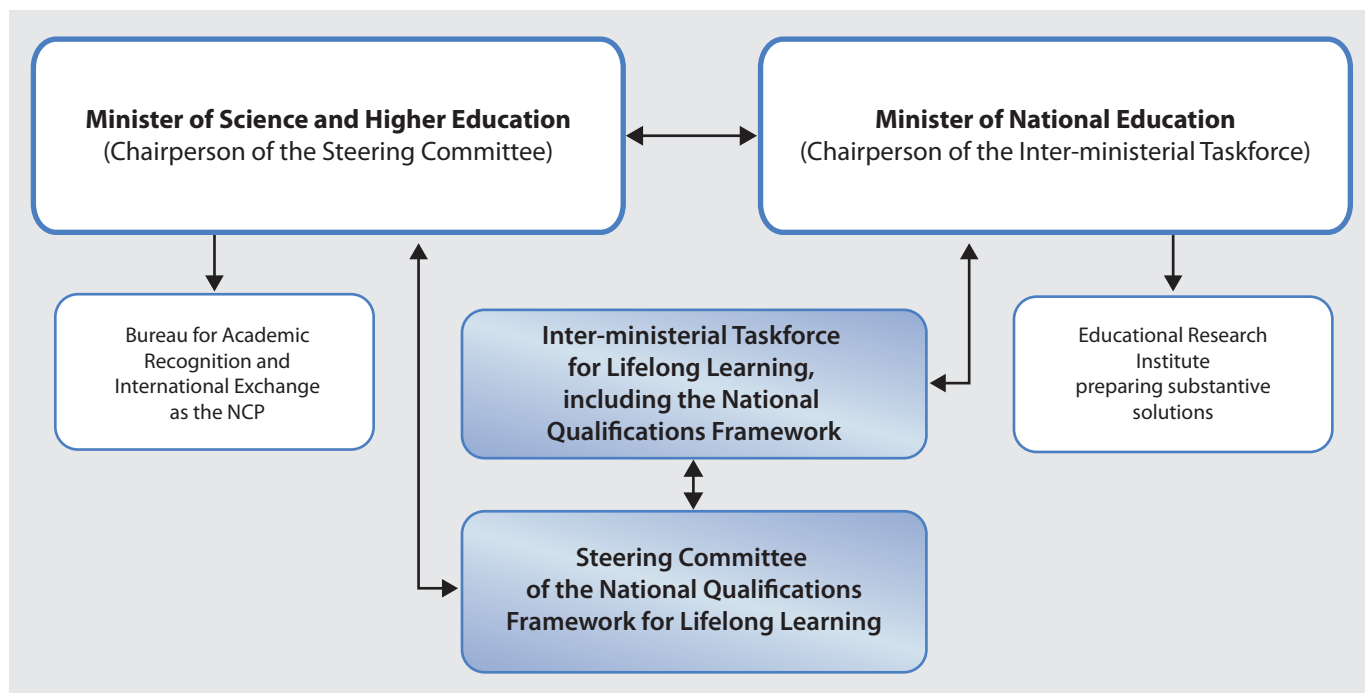 Minister of Science and Higher Education
(Chairperson of the Steering Committee)
Minister of National Education
(Chairperson of the Inter-ministerial Taskforce)
Bureau for Academic
Recognition and
International Exchange
as the NCP
Inter-ministerial Taskforce
for Lifelong Learning,
including the National
Qualifications Framework
Educational Research
Institute
preparing substantive
solutions
Steering Committee
of the National Qualifications
Framework for Lifelong Learning